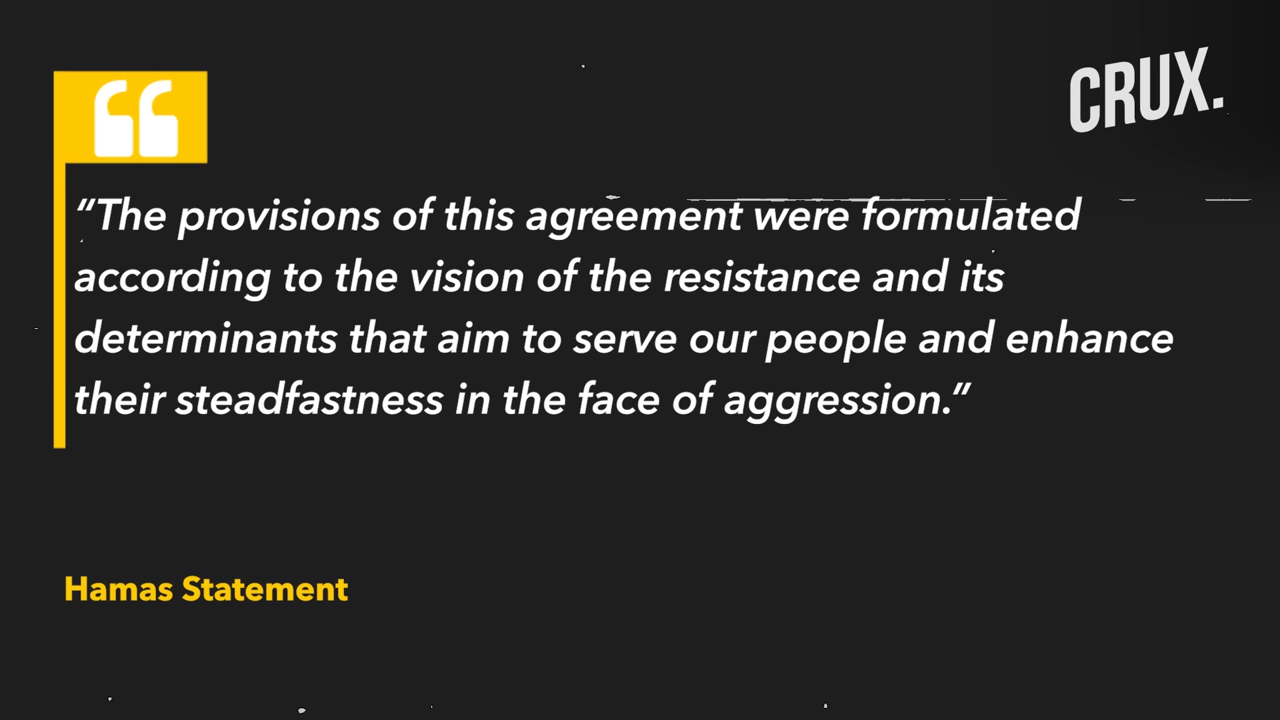 CRUX.
“The provisions of this agreement were formulated
according to the vision of the resistance and its
determinants that aim to serve our people and enhance
their steadfastness in the face of aggression.”
Hamas Statement